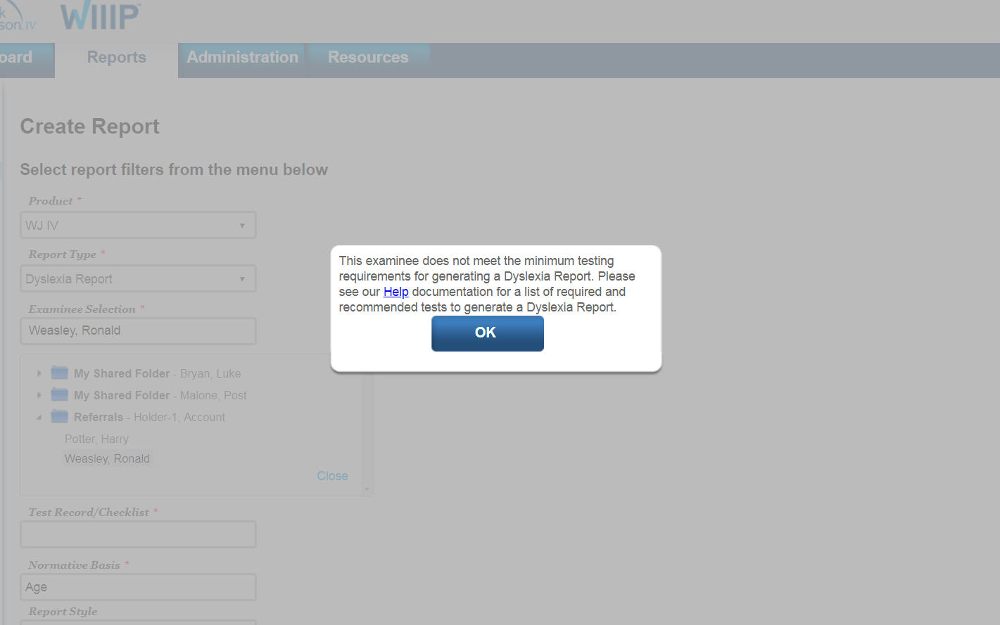 k
son IV
WIIIP™
oard
Reports
Administration
Resources
Create Report
Select report filters from the menu below
Product *
WJ IV
Report Type *
Dyslexia Report
Examinee Selection *
Weasley, Ronald
My Shared Folder - Bryan, Luke
My Shared Folder - Malone, Post
Referrals - Holder-1, Account
Potter, Harry
Weasley, Ronald
Close
Test Record/Checklist *
Normative Basis *
Age
Report Style
This examinee does not meet the minimum testing
requirements for generating a Dyslexia Report. Please
see our Help documentation for a list of required and
recommended tests to generate a Dyslexia Report.
OK